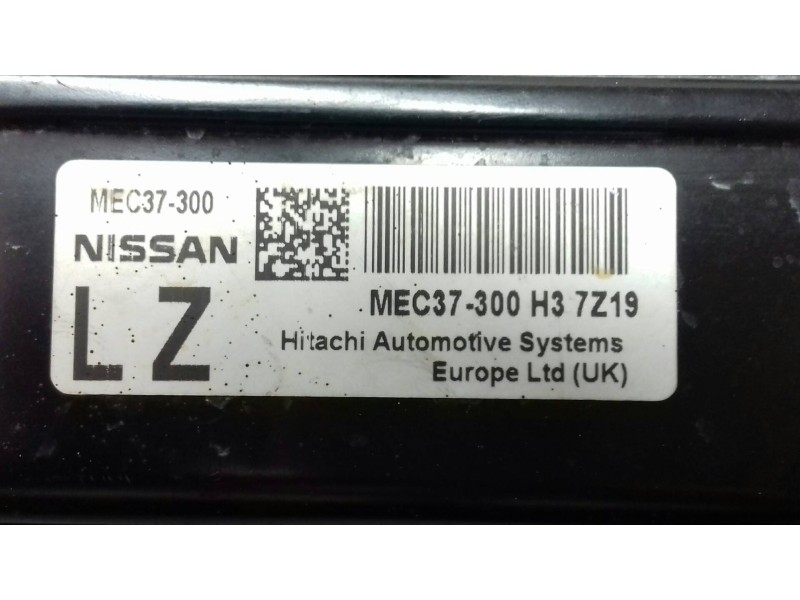 MEC37-300
NISSAN
LZ
MEC37-300 H3 7Z19
Hitachi Automotive Systems
Europe Ltd (UK)